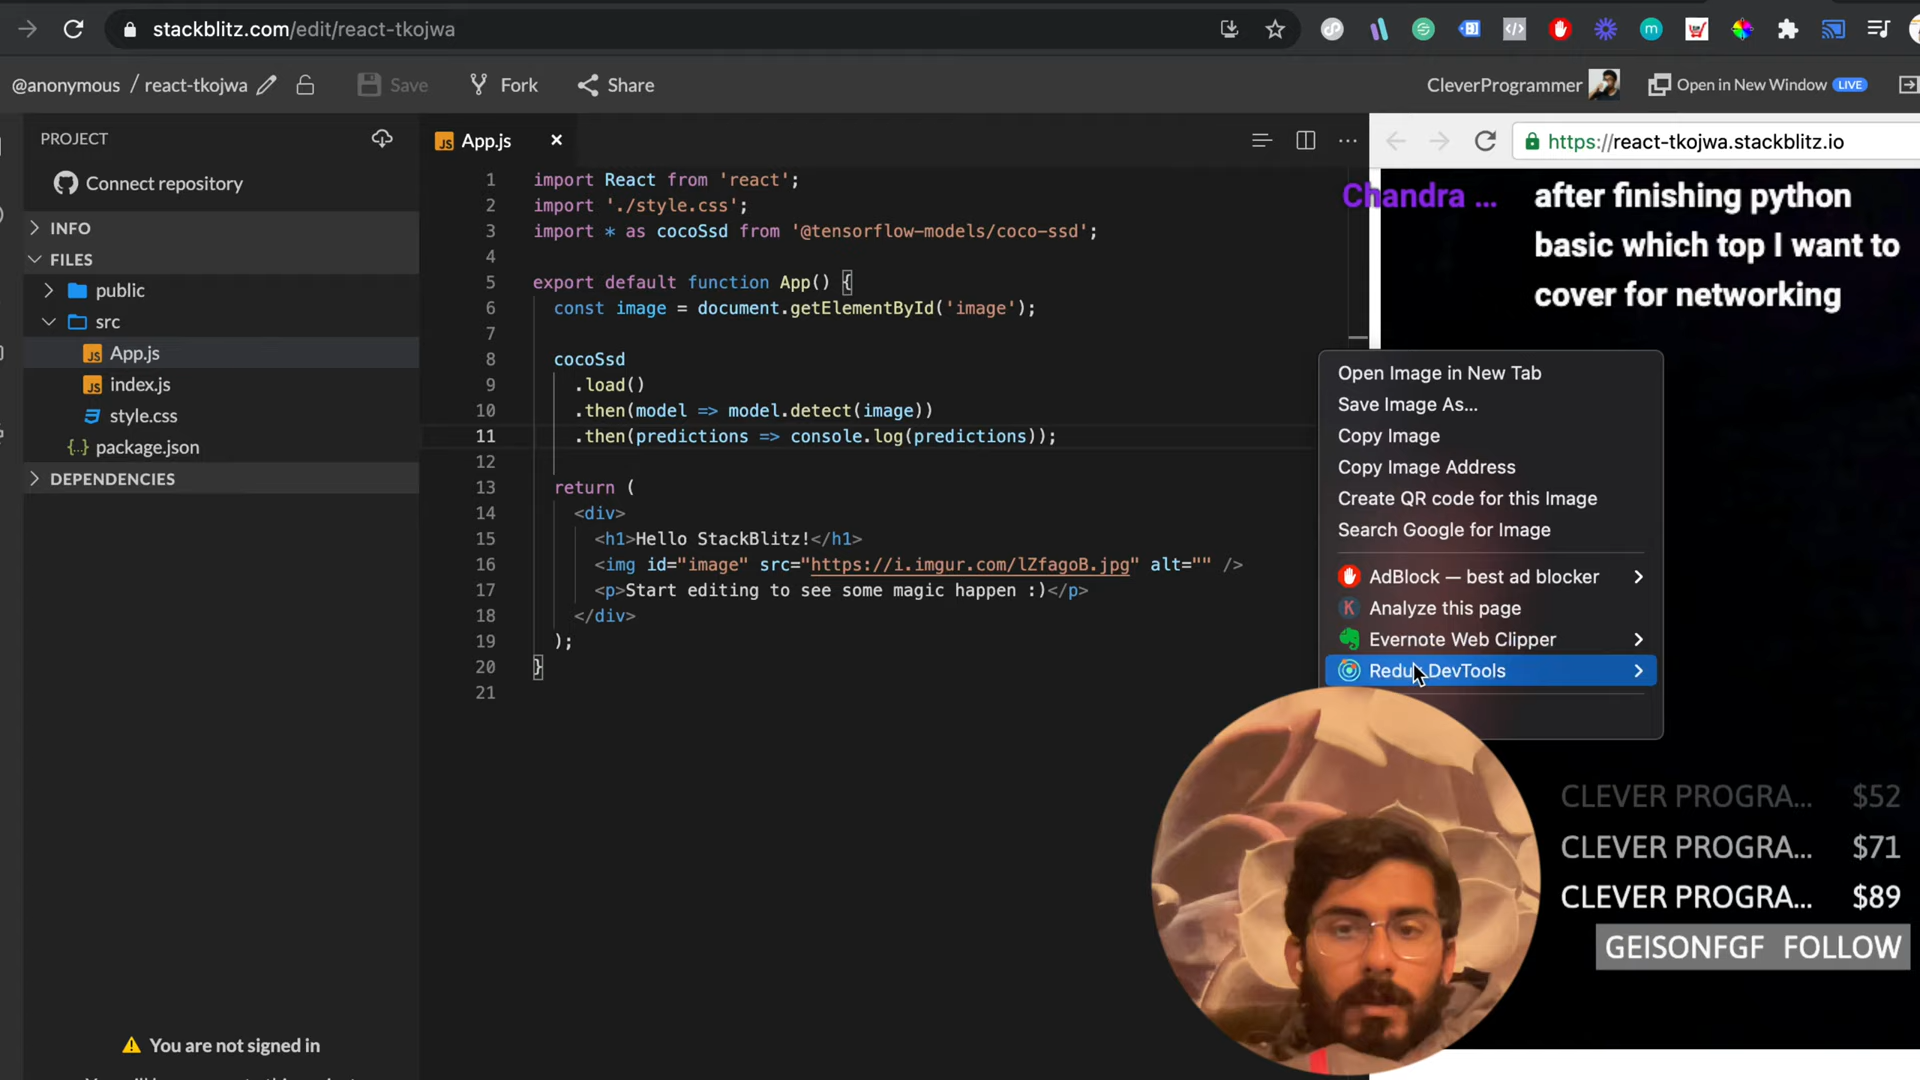 stackblitz.com/edit/react-tkojwa
@anonymous / react-tkojwa Save Fork Share CleverProgrammer Open in New Window LIVE
PROJECT
Connect repository
INFO
FILES
public
src
App.js
index.js
style.css
package.json
DEPENDENCIES
You are not signed in
App.js
1 import React from 'react';
2 import './style.css';
3 import * as cocoSsd from '@tensorflow-models/coco-ssd';
4
5 export default function App() {
6 const image = document.getElementById('image');
7
8 cocoSsd
9 .load()
10 .then(model => model.detect(image))
11 .then(predictions => console.log(predictions));
12
13 return (
14 <div>
15 <h1>Hello StackBlitz!</h1>
16 <img id="image" src="https://i.imgur.com/lZfagoB.jpg" alt="" />
17 <p>Start editing to see some magic happen :)</p>
18 </div>
19 );
20 }
21
https://react-tkojwa.stackblitz.io
Chandra ... after finishing python
basic which top I want to
cover for networking
Open Image in New Tab
Save Image As...
Copy Image
Copy Image Address
Create QR code for this Image
Search Google for Image
AdBlock — best ad blocker
Analyze this page
Evernote Web Clipper
Redux DevTools
CLEVER PROGRA... $52
CLEVER PROGRA... $71
CLEVER PROGRA... $89
GEISONFGF FOLLOW